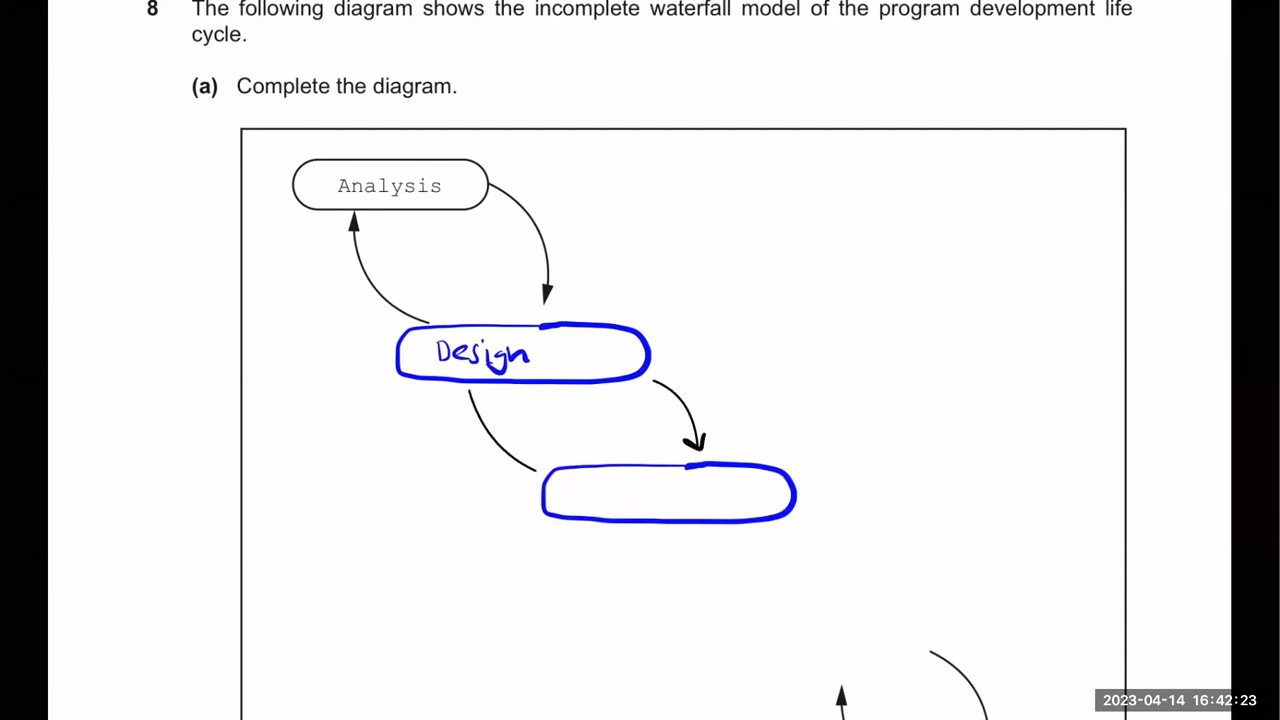 8 The following diagram shows the incomplete waterfall model of the program development life
cycle.
(a) Complete the diagram.
Analysis
Design
2023-04-14 16:42:23